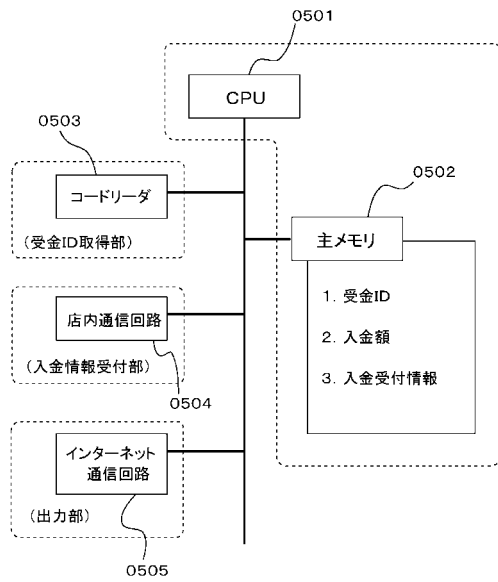 0501
CPU
0503
コードリーダ
(受金ID取得部)
0502
主メモリ
1. 受金ID
2. 入金額
3. 入金受付情報
店内通信回路
(入金情報受付部)
0504
インターネット
通信回路
(出力部)
0505